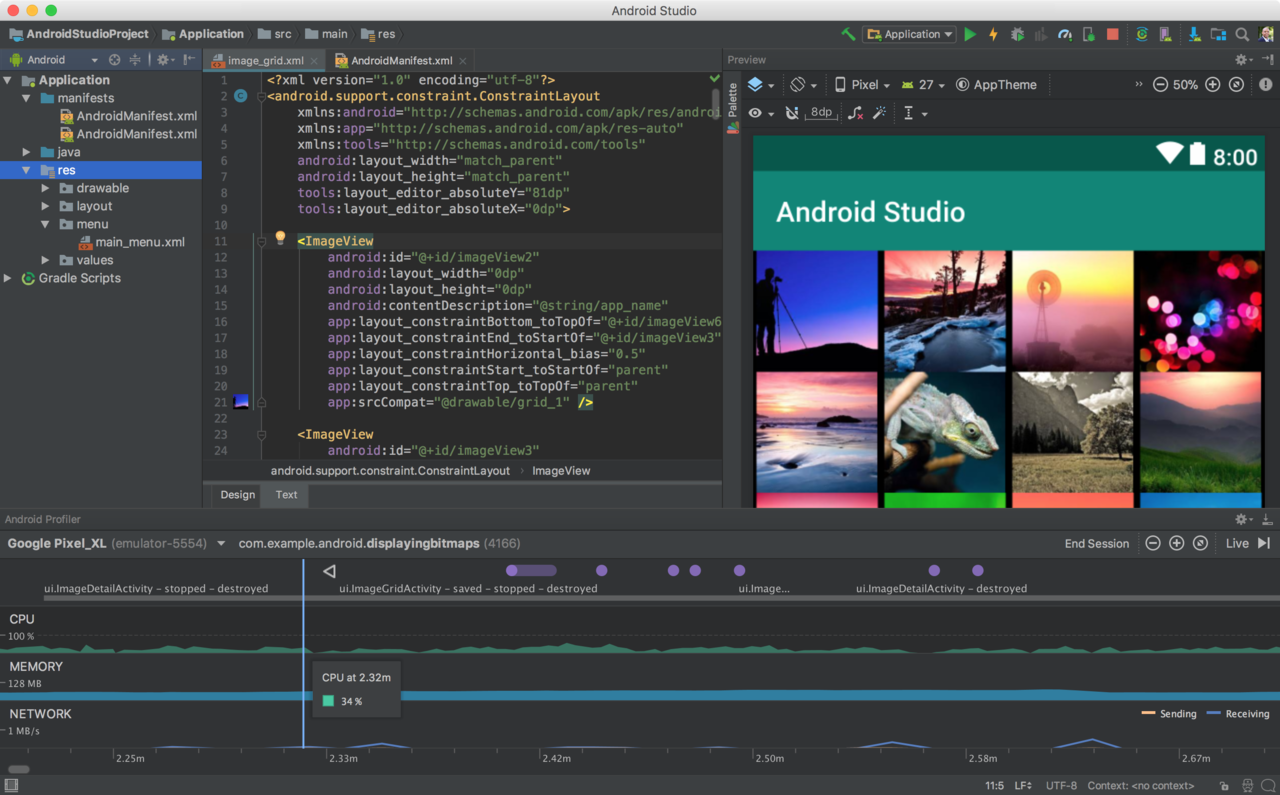 Android Studio
AndroidStudioProject Application src main res
Application
Android
image_grid.xml AndroidManifest.xml
Application
manifests
AndroidManifest.xml
AndroidManifest.xml
java
res
drawable
layout
menu
main_menu.xml
values
Gradle Scripts
1 <?xml version="1.0" encoding="utf-8"?>
2 <android.support.constraint.ConstraintLayout
3 xmlns:android="http://schemas.android.com/apk/res/androi
4 xmlns:app="http://schemas.android.com/apk/res-auto"
5 xmlns:tools="http://schemas.android.com/tools"
6 android:layout_width="match_parent"
7 android:layout_height="match_parent"
8 tools:layout_editor_absoluteY="81dp"
9 tools:layout_editor_absoluteX="0dp">
10
11 <ImageView
12 android:id="@+id/imageView2"
13 android:layout_width="0dp"
14 android:layout_height="0dp"
15 android:contentDescription="@string/app_name"
16 app:layout_constraintBottom_toTopOf="@+id/imageView6
17 app:layout_constraintEnd_toStartOf="@+id/imageView3"
18 app:layout_constraintHorizontal_bias="0.5"
19 app:layout_constraintStart_toStartOf="parent"
20 app:layout_constraintTop_toTopOf="parent"
21 app:srcCompat="@drawable/grid_1" />
22
23 <ImageView
24 android:id="@+id/imageView3"
android.support.constraint.ConstraintLayout › ImageView
Design Text
Preview
Palette
Pixel 27 AppTheme » 50%
8dp
8:00
Android Studio
Android Profiler
Google Pixel_XL (emulator-5554) com.example.android.displayingbitmaps (4166) End Session Live
ui.ImageDetailActivity – stopped – destroyed ui.ImageGridActivity – saved – stopped – destroyed ui.Image... ui.ImageDetailActivity – destroyed
CPU
100 %
MEMORY
128 MB
CPU at 2.32m
34 %
NETWORK
1 MB/s
Sending Receiving
2.25m 2.33m 2.42m 2.50m 2.58m 2.67m
11:5 LF UTF-8 Context: <no context>